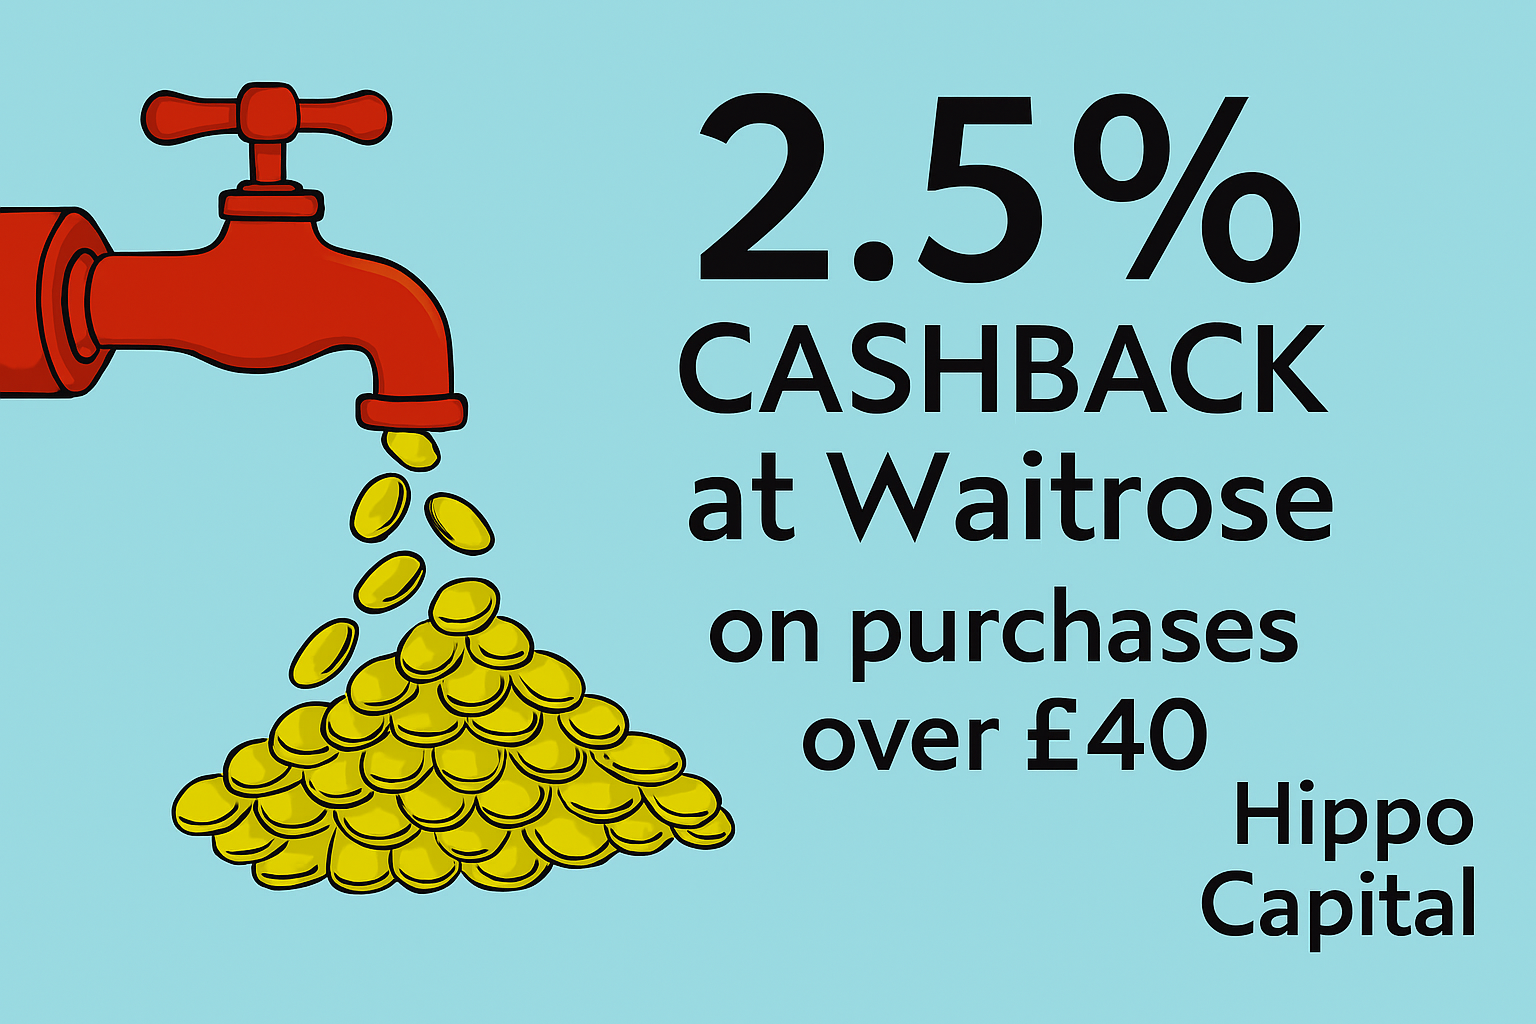 2.5%
CASHBACK
at Waitrose
on purchases
over £40
Hippo
Capital